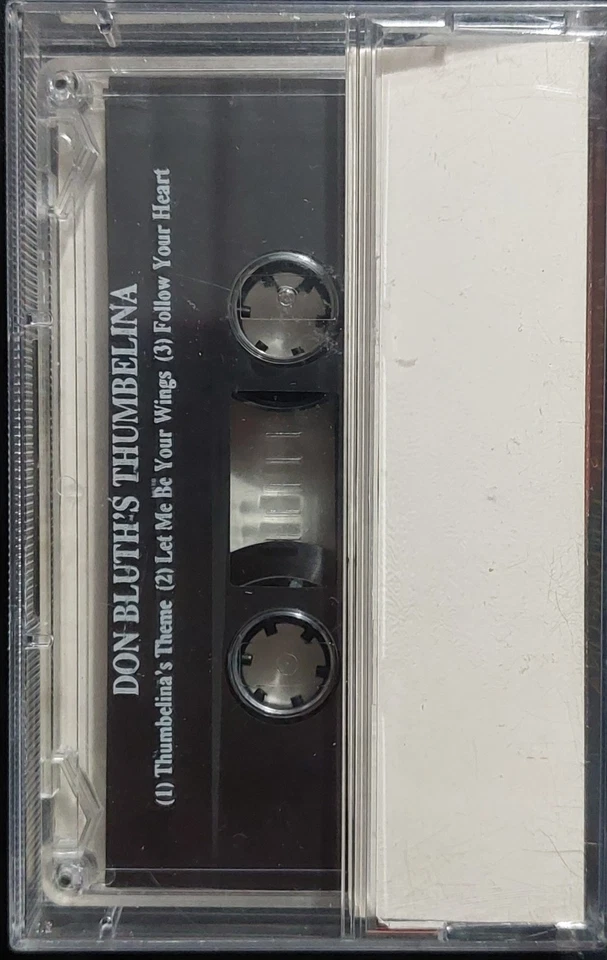 DON BLUTH'S THUMBELINA
(1) Thumbelina's Theme (2) Let Me Be Your Wings (3) Follow Your Heart